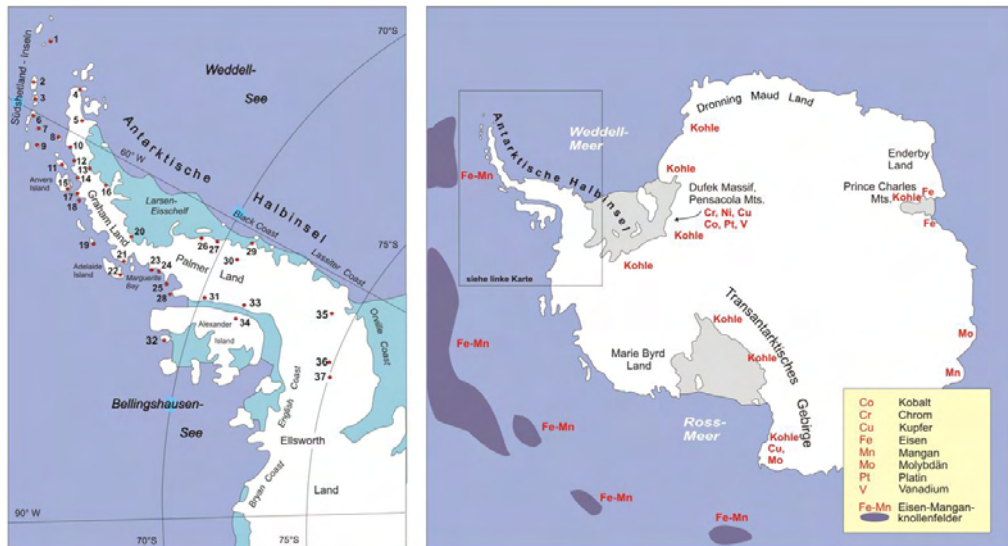 70°S
1
Südshetland - Inseln
Weddell-
See
2
3
4
5
6
7
8
9
10
Antarktische
Halbinsel
60° W
11
12
13
14
15
16
17
18
Anvers
Island
Larsen-
Eisschelf
Graham Land
Black Coast
Lassiter Coast
75°S
19
20
21
22
23
24
25
26
27
28
29
30
Adelaide
Island
Marguerite
Bay
Palmer
Land
31
32
33
34
35
36
37
Alexander
Island
Orville Coast
English Coast
Bellingshausen-
See
Ellsworth
Land
Bryan Coast
90° W
70°S
75°S
Dronning Maud Land
Kohle
Weddell-
Meer
Antarktische Halbinsel
Fe-Mn
Enderby
Land
Kohle
Prince Charles
Mts.
Kohle
Fe
Fe
Dufek Massif,
Pensacola Mts.
Cr, Ni, Cu
Co, Pt, V
Kohle
Kohle
siehe linke Karte
Transantarktisches
Gebirge
Kohle
Kohle
Fe-Mn
Marie Byrd
Land
Mo
Mn
Ross-
Meer
Fe-Mn
Kohle
Cu,
Mo
Fe-Mn
Fe-Mn
Co Kobalt
Cr Chrom
Cu Kupfer
Fe Eisen
Mn Mangan
Mo Molybdän
Pt Platin
V Vanadium
Fe-Mn Eisen-Mangan-
knollenfelder